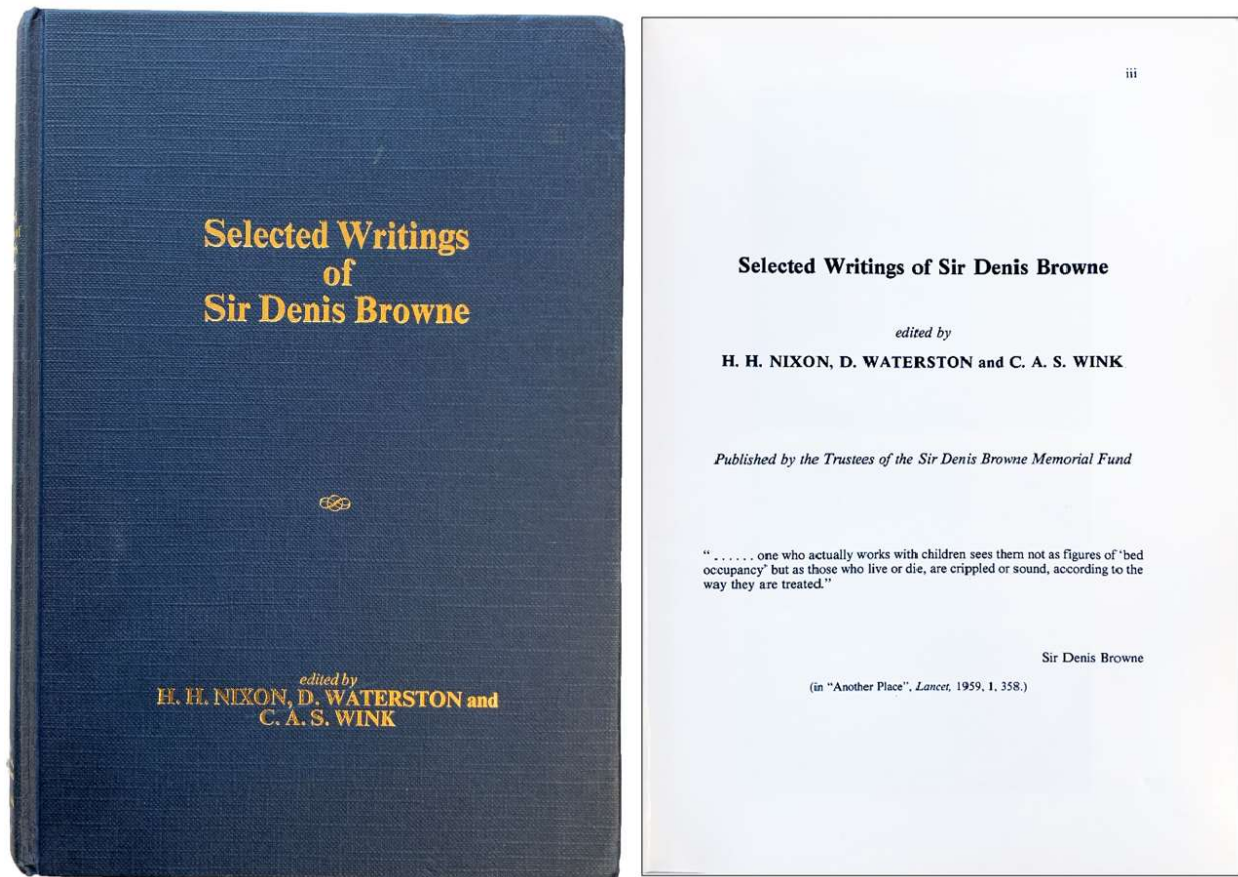 Selected Writings
of
Sir Denis Browne
edited by
H. H. NIXON, D. WATERSTON and
C. A. S. WINK
iii
Selected Writings of Sir Denis Browne
edited by
H. H. NIXON, D. WATERSTON and C. A. S. WINK
Published by the Trustees of the Sir Denis Browne Memorial Fund
“ . . . . . . one who actually works with children sees them not as figures of ‘bed
occupancy’ but as those who live or die, are crippled or sound, according to the
way they are treated.”
Sir Denis Browne
(in “Another Place”, Lancet, 1959, 1, 358.)